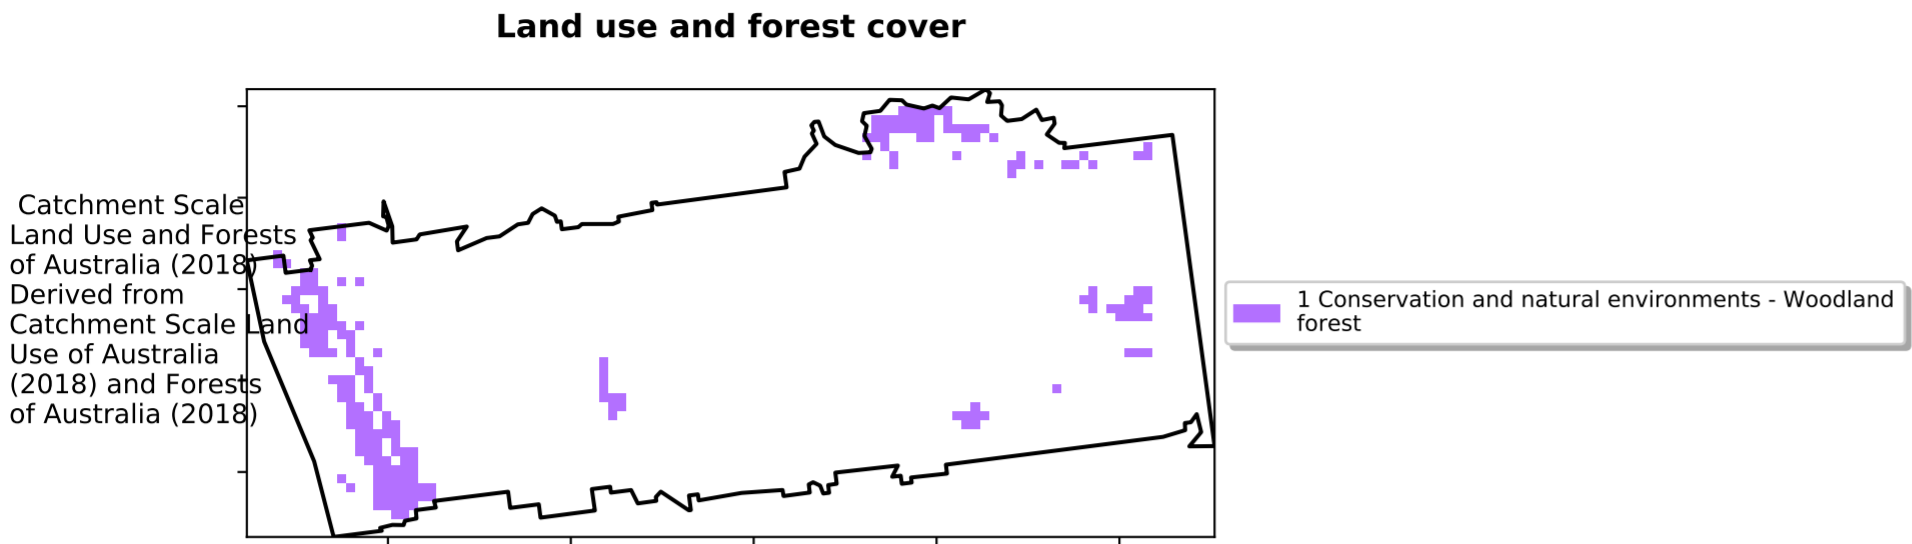 Land use and forest cover
Catchment Scale
Land Use and Forests
of Australia (2018)
Derived from
Catchment Scale Land
Use of Australia
(2018) and Forests
of Australia (2018)
1 Conservation and natural environments - Woodland
forest